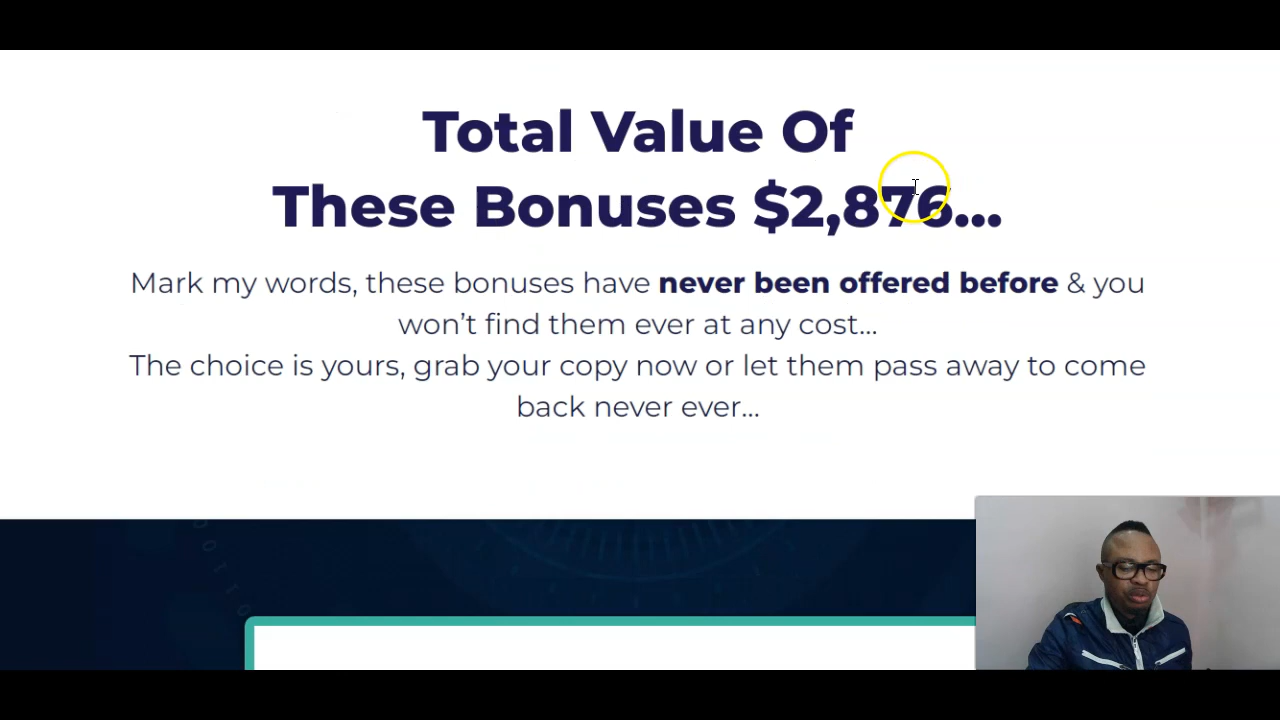 Total Value Of
These Bonuses $2,876...
Mark my words, these bonuses have never been offered before & you
won't find them ever at any cost...
The choice is yours, grab your copy now or let them pass away to come
back never ever...